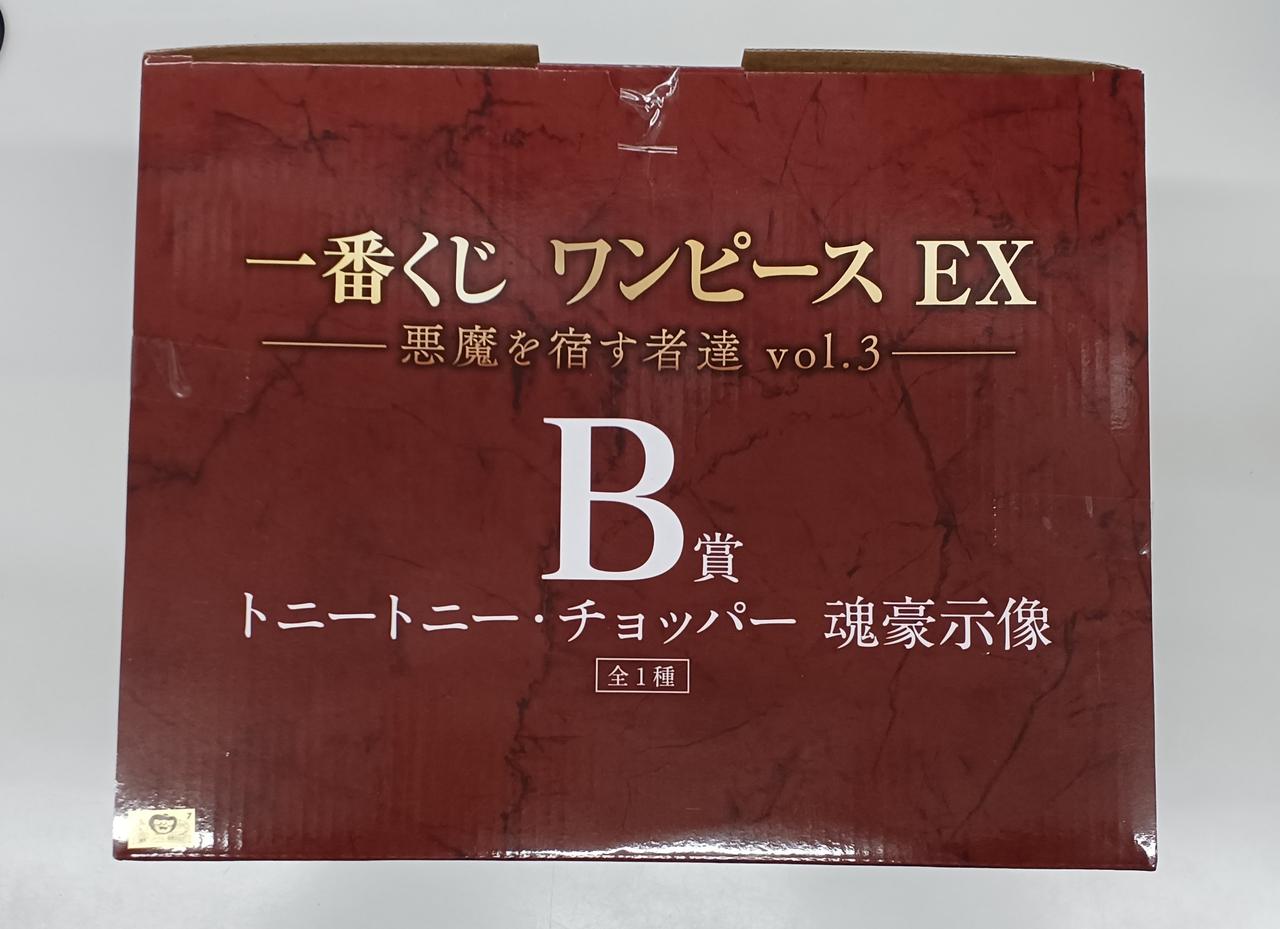 一番くじ ワンピース EX
悪魔を宿す者達 vol.3
B賞
トニートニー・チョッパー 魂豪示像
全1種